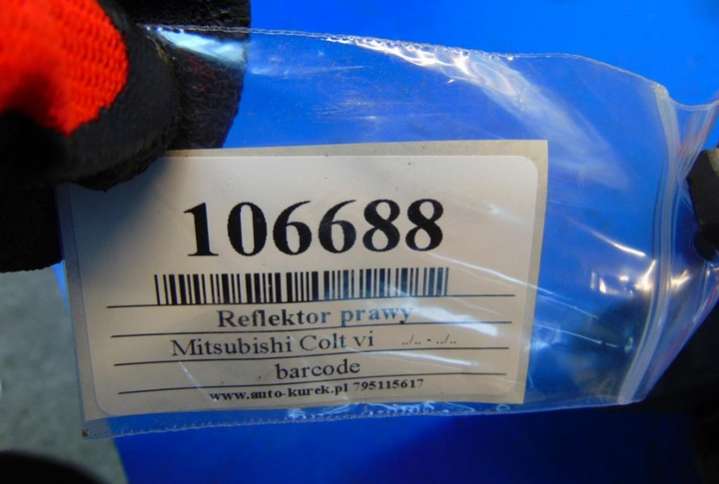 106688
Reflektor prawy
Mitsubishi Colt vi ../.. - ../..
barcode
www.auto-kurek.pl 795115617